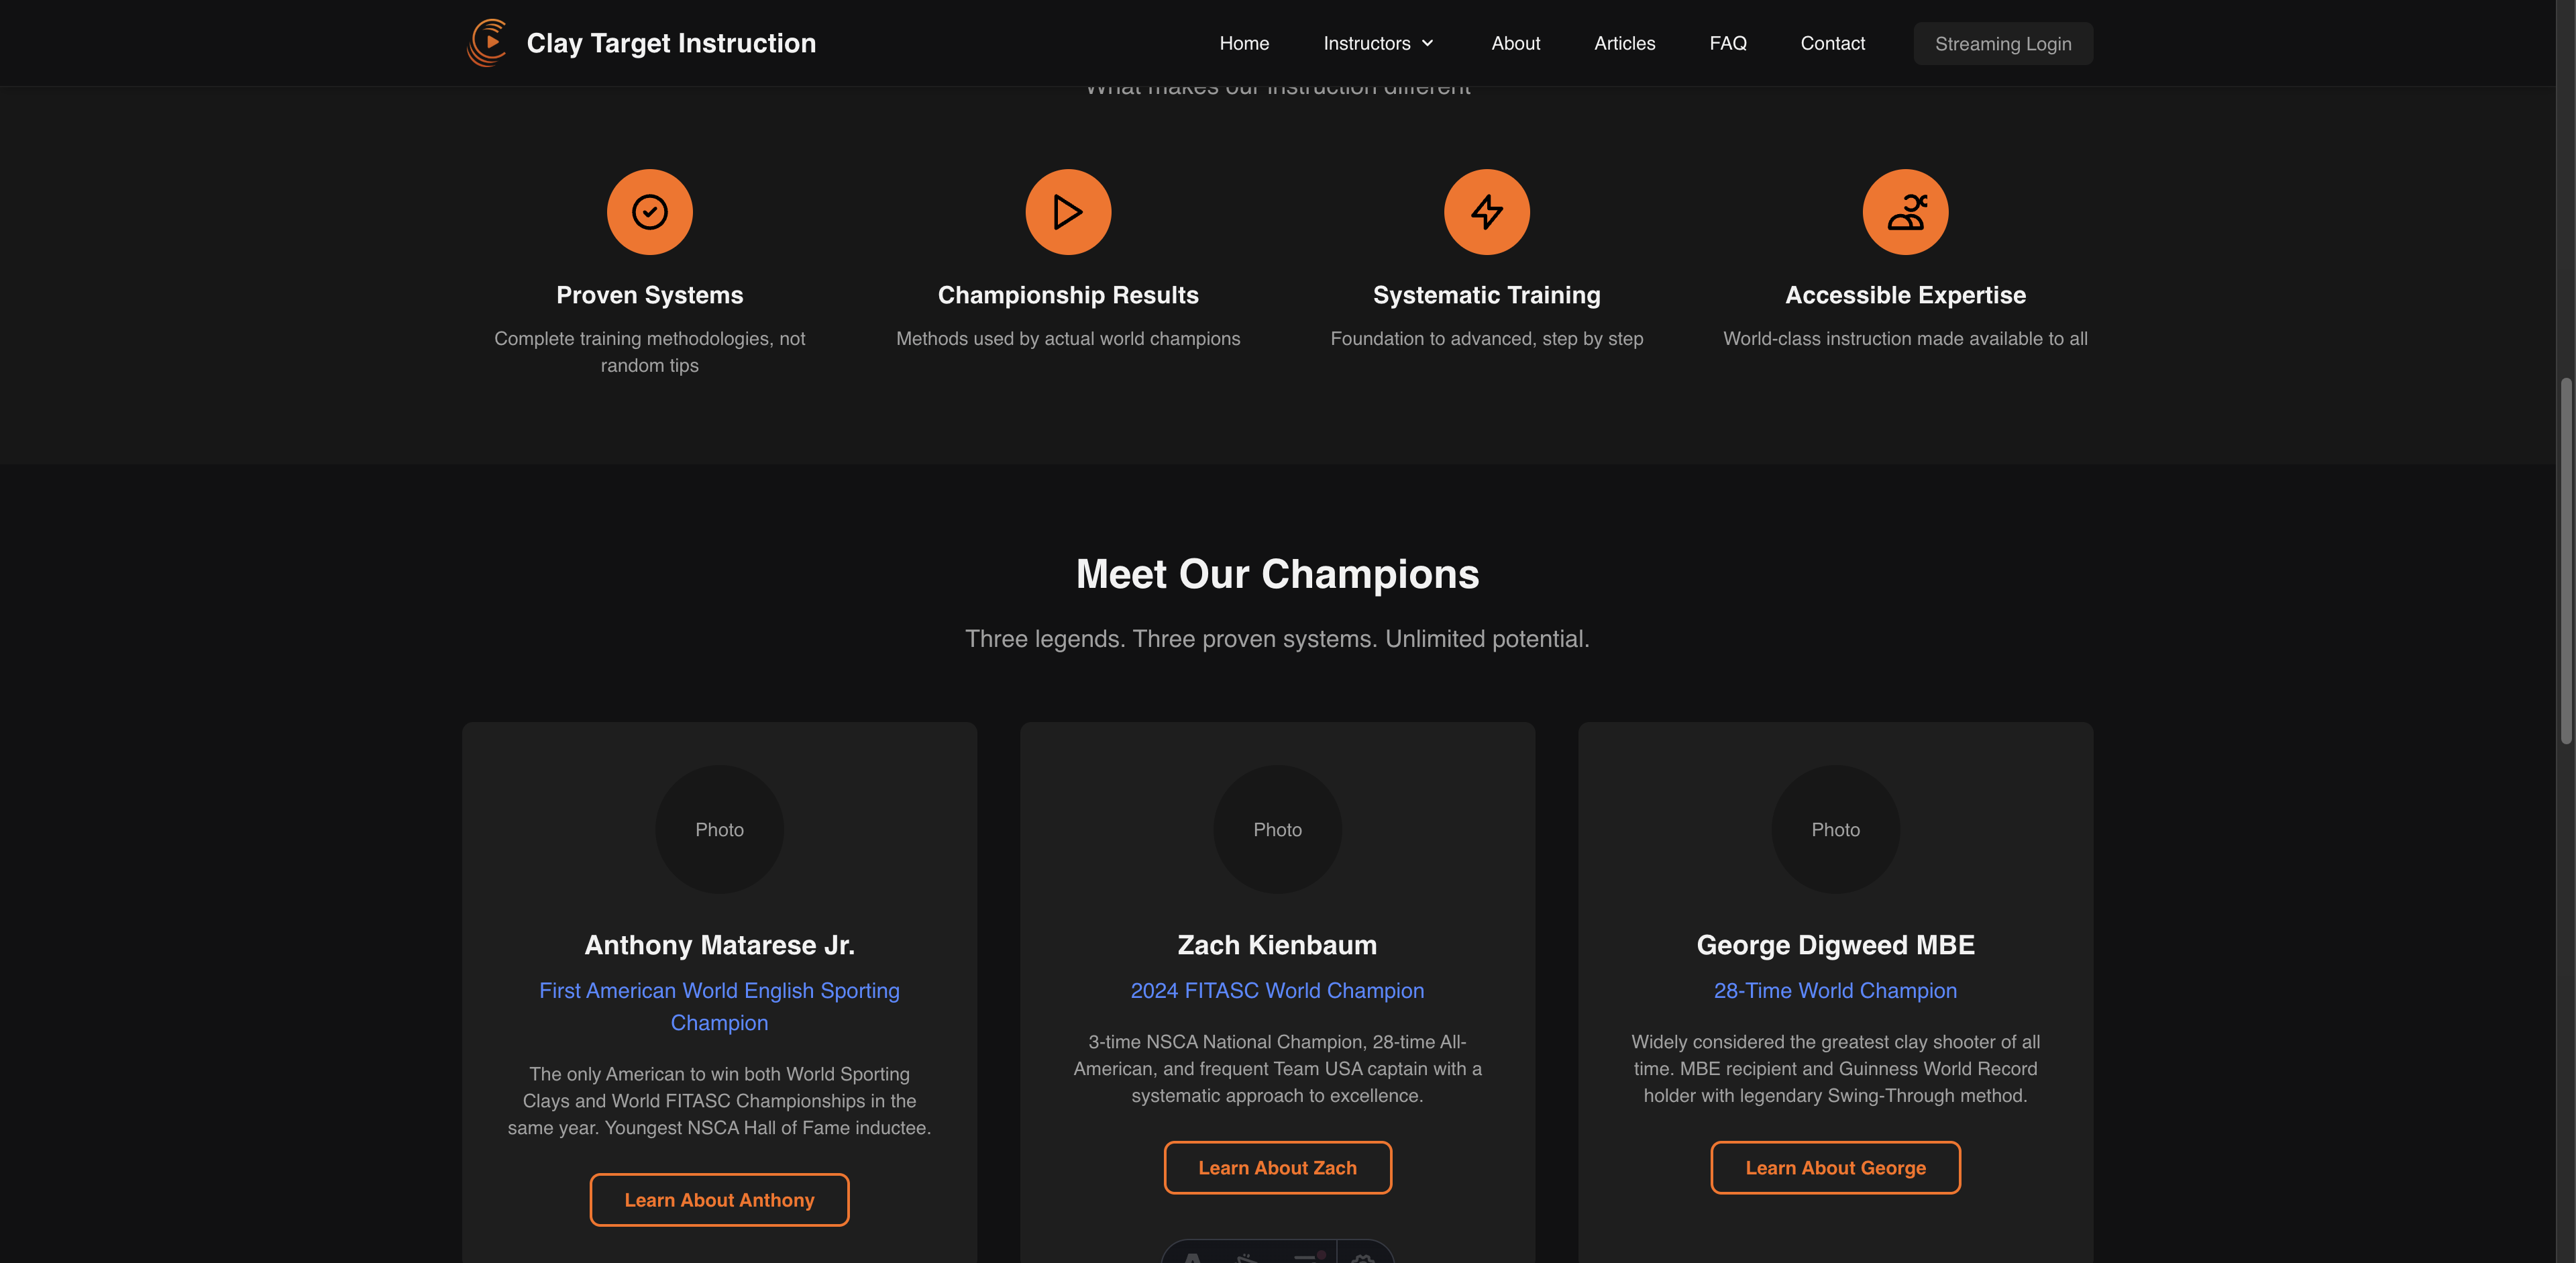 Clay Target Instruction
Home
Instructors
About
Articles
FAQ
Contact
Streaming Login
What makes our instruction different
Proven Systems
Complete training methodologies, not
random tips
Championship Results
Methods used by actual world champions
Systematic Training
Foundation to advanced, step by step
Accessible Expertise
World-class instruction made available to all
Meet Our Champions
Three legends. Three proven systems. Unlimited potential.
Photo
Anthony Matarese Jr.
First American World English Sporting
Champion
The only American to win both World Sporting
Clays and World FITASC Championships in the
same year. Youngest NSCA Hall of Fame inductee.
Learn About Anthony
Photo
Zach Kienbaum
2024 FITASC World Champion
3-time NSCA National Champion, 28-time All-
American, and frequent Team USA captain with a
systematic approach to excellence.
Learn About Zach
Photo
George Digweed MBE
28-Time World Champion
Widely considered the greatest clay shooter of all
time. MBE recipient and Guinness World Record
holder with legendary Swing-Through method.
Learn About George